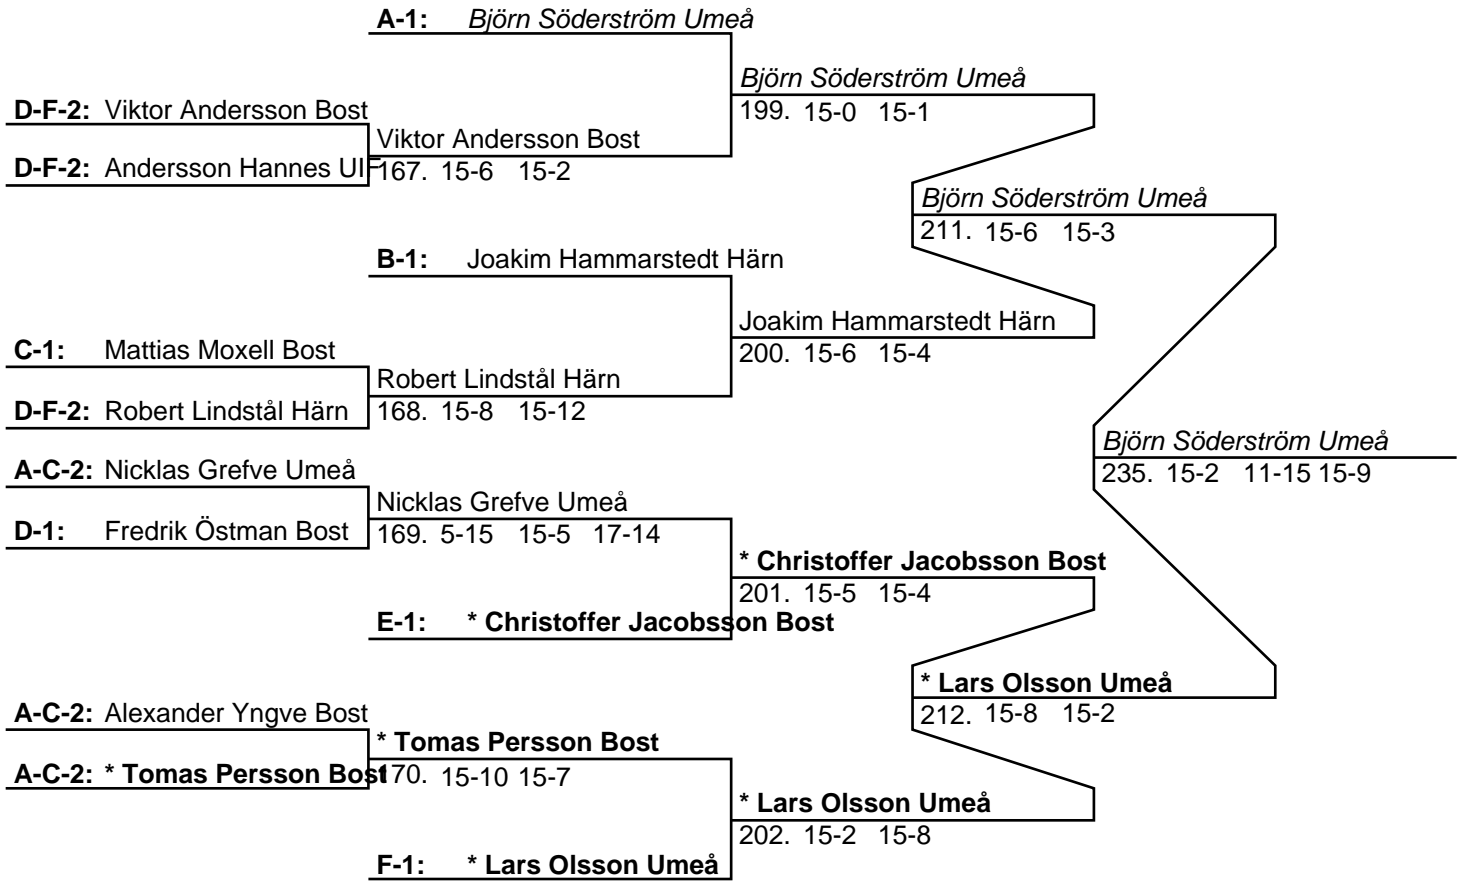 A-1: Björn Söderström Umeå
Björn Söderström Umeå
199. 15-0 15-1
D-F-2: Viktor Andersson Bost
Viktor Andersson Bost
D-F-2: Andersson Hannes UIF
167. 15-6 15-2
Björn Söderström Umeå
211. 15-6 15-3
B-1: Joakim Hammarstedt Härn
Joakim Hammarstedt Härn
200. 15-6 15-4
C-1: Mattias Moxell Bost
Robert Lindstål Härn
D-F-2: Robert Lindstål Härn
168. 15-8 15-12
Björn Söderström Umeå
235. 15-2 11-15 15-9
A-C-2: Nicklas Grefve Umeå
Nicklas Grefve Umeå
D-1: Fredrik Östman Bost
169. 5-15 15-5 17-14
* Christoffer Jacobsson Bost
201. 15-5 15-4
E-1: * Christoffer Jacobsson Bost
* Lars Olsson Umeå
212. 15-8 15-2
A-C-2: Alexander Yngve Bost
* Tomas Persson Bost
A-C-2: * Tomas Persson Bost
170. 15-10 15-7
* Lars Olsson Umeå
202. 15-2 15-8
F-1: * Lars Olsson Umeå